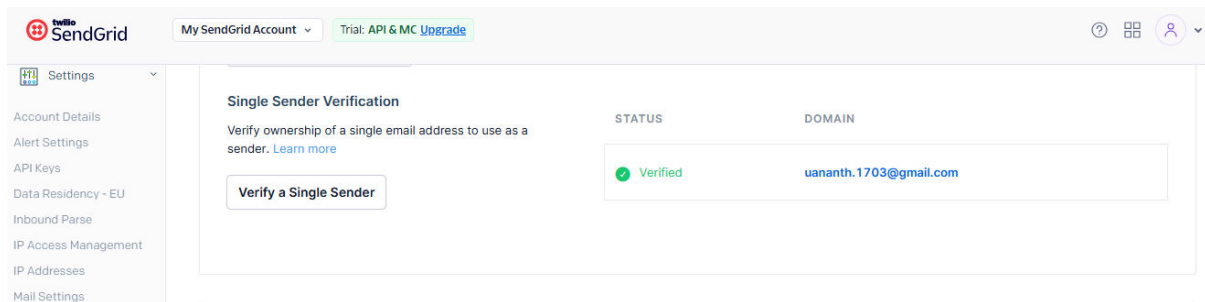 twilio
SendGrid
My SendGrid Account
Trial: API & MC Upgrade
Settings
Account Details
Alert Settings
API Keys
Data Residency - EU
Inbound Parse
IP Access Management
IP Addresses
Mail Settings
Single Sender Verification
Verify ownership of a single email address to use as a
sender. Learn more
Verify a Single Sender
STATUS DOMAIN
Verified uananth.1703@gmail.com